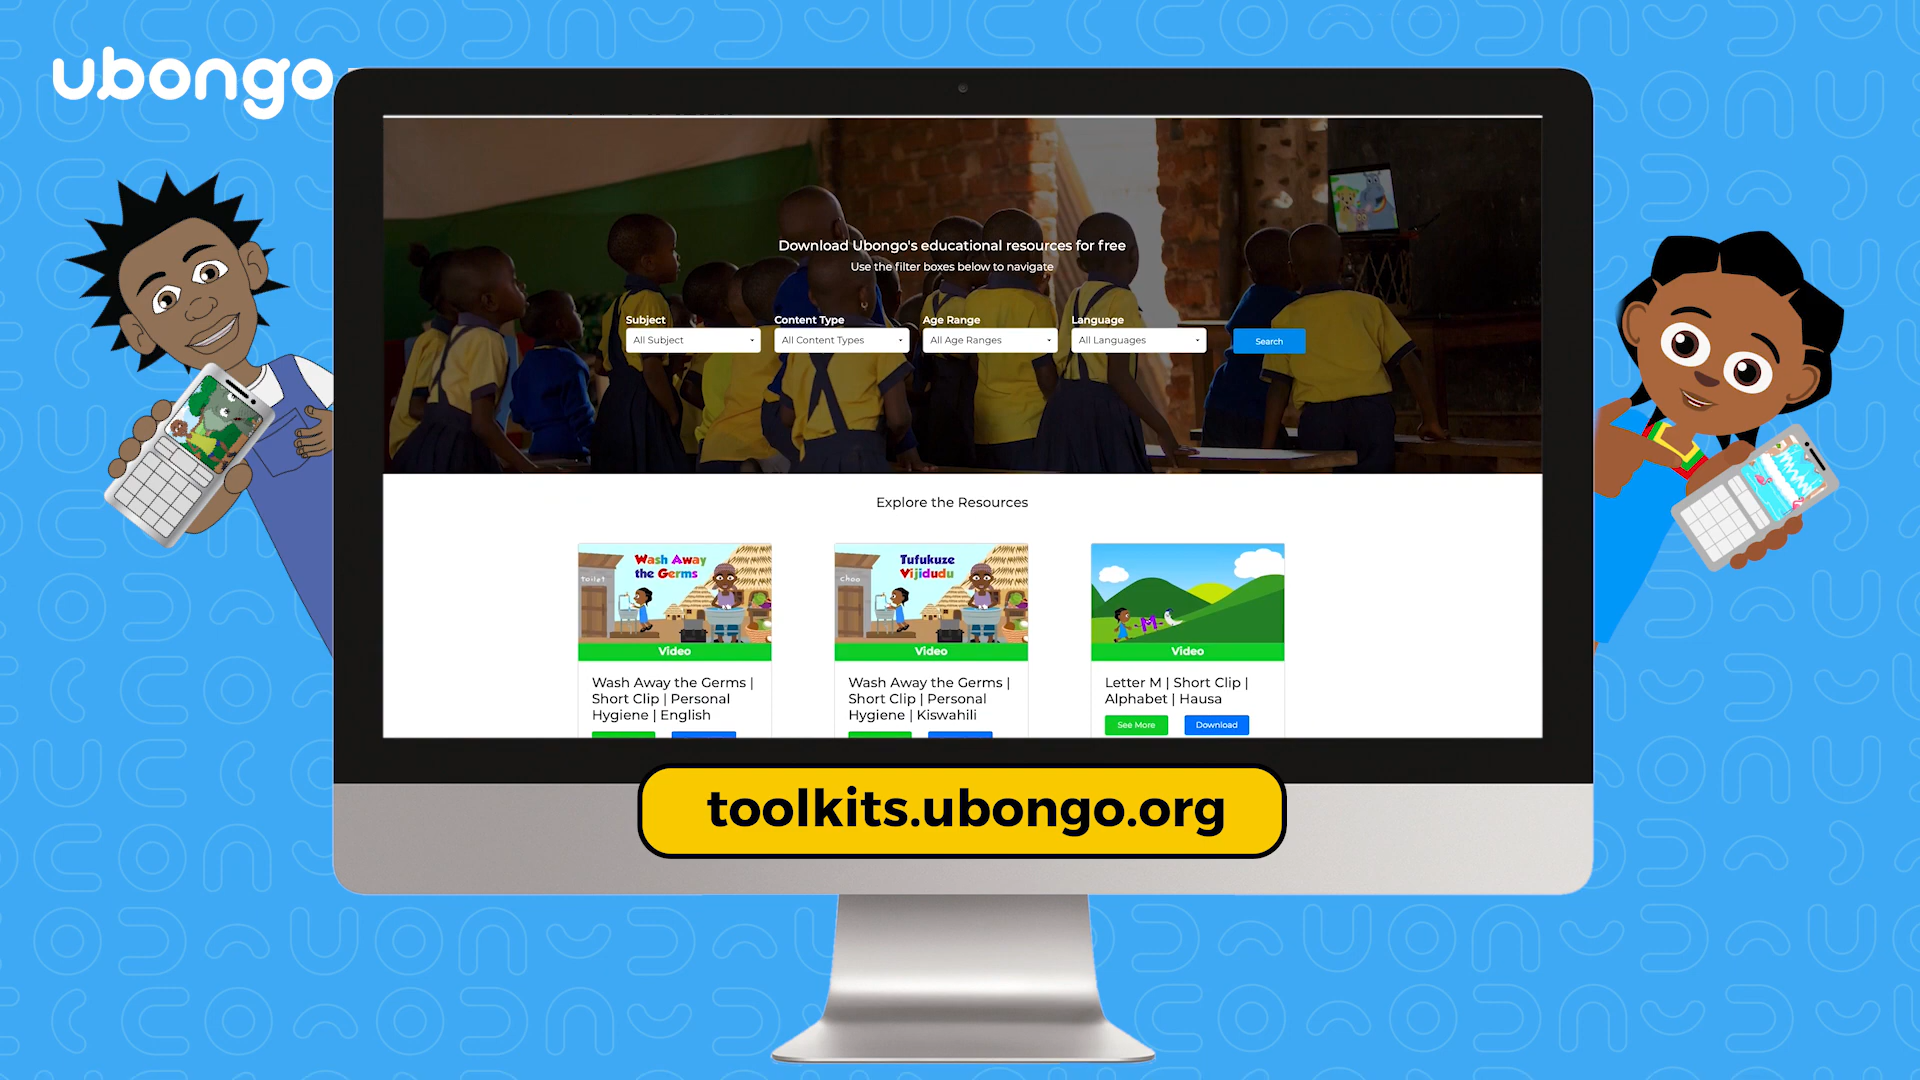 ubongo
Download Ubongo's educational resources for free
Use the filter boxes below to navigate
Subject
Content Type
Age Range
Language
All Subject
All Content Types
All Age Ranges
All Languages
Search
Explore the Resources
Wash Away
the Germs
toilet
Video
Wash Away the Germs |
Short Clip | Personal
Hygiene | English
Tufukuze
Vijidudu
choo
Video
Wash Away the Germs |
Short Clip | Personal
Hygiene | Kiswahili
M
Video
Letter M | Short Clip |
Alphabet | Hausa
See More
Download
toolkits.ubongo.org